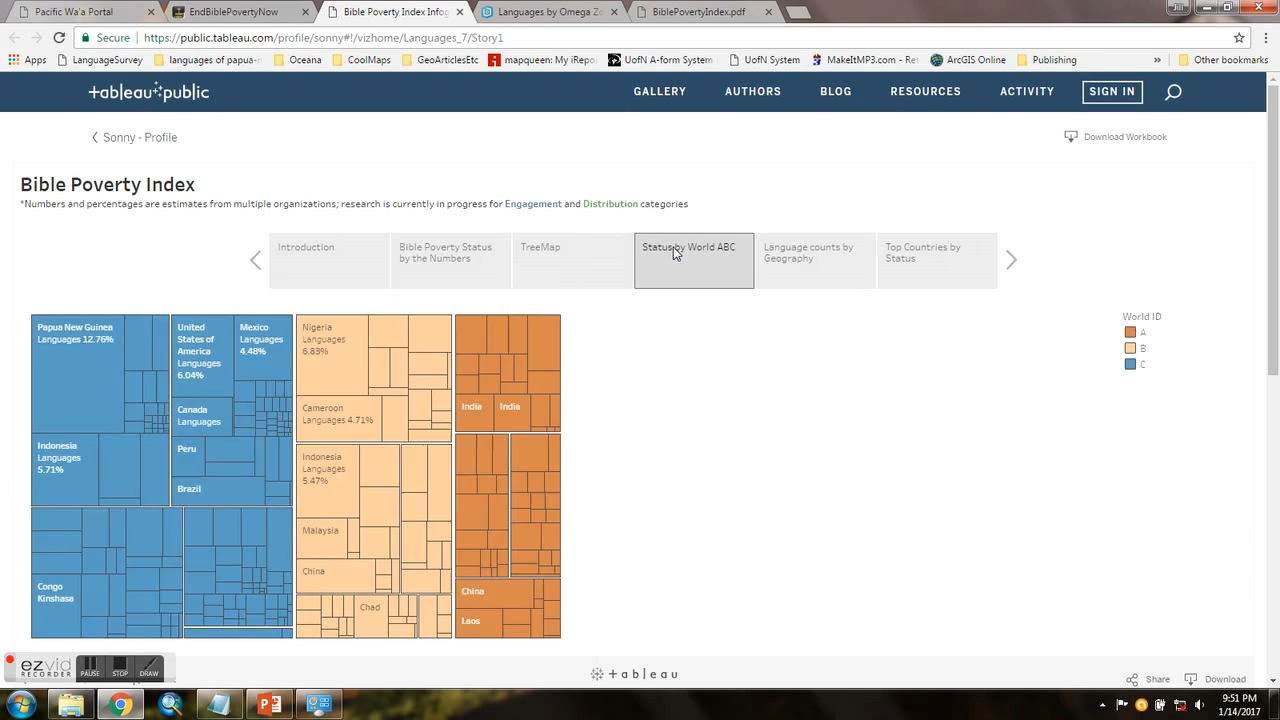 Pacific Wa'a Portal
EndBiblePovertyNow
Bible Poverty Index Infog
Languages by Omega Zo
BiblePovertyIndex.pdf
Jill
Secure
https://public.tableau.com/profile/sonny#!/vizhome/Languages_7/Story1
Apps
LanguageSurvey
languages of papua-n
Oceana
CoolMaps
GeoArticlesEtc
mapqueen: My iRepo
UofN A-form System
UofN System
MakeItMP3.com - Ret
ArcGIS Online
Publishing
»
Other bookmarks
+ableau+public
GALLERY
AUTHORS
BLOG
RESOURCES
ACTIVITY
SIGN IN
Sonny - Profile
Download Workbook
Bible Poverty Index
*Numbers and percentages are estimates from multiple organizations; research is currently in progress for Engagement and Distribution categories
Introduction
Bible Poverty Status
by the Numbers
TreeMap
Status by World ABC
Language counts by
Geography
Top Countries by
Status
Papua New Guinea
Languages 12.76%
United
States of
America
Languages
6.04%
Mexico
Languages
4.48%
Canada
Languages
Indonesia
Languages
5.71%
Peru
Brazil
Congo
Kinshasa
Nigeria
Languages
6.83%
Cameroon
Languages 4.71%
Indonesia
Languages
5.47%
Malaysia
China
Chad
India
India
China
Laos
World ID
A
B
C
ezvid
RECORDER
PAUSE
STOP
DRAW
+ableau
Share
Download
9:51 PM
1/14/2017